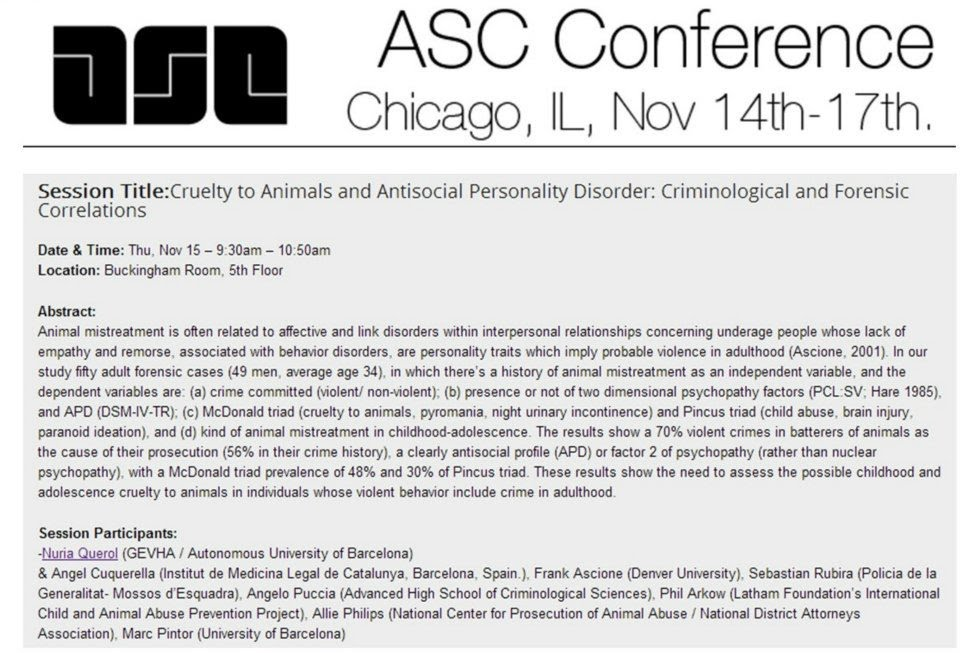 asc
ASC Conference
Chicago, IL, Nov 14th-17th.
Session Title:Cruelty to Animals and Antisocial Personality Disorder: Criminological and Forensic
Correlations
Date & Time: Thu, Nov 15 – 9:30am – 10:50am
Location: Buckingham Room, 5th Floor
Abstract:
Animal mistreatment is often related to affective and link disorders within interpersonal relationships concerning underage people whose lack of
empathy and remorse, associated with behavior disorders, are personality traits which imply probable violence in adulthood (Ascione, 2001). In our
study fifty adult forensic cases (49 men, average age 34), in which there's a history of animal mistreatment as an independent variable, and the
dependent variables are: (a) crime committed (violent/ non-violent); (b) presence or not of two dimensional psychopathy factors (PCL:SV; Hare 1985),
and APD (DSM-IV-TR); (c) McDonald triad (cruelty to animals, pyromania, night urinary incontinence) and Pincus triad (child abuse, brain injury,
paranoid ideation), and (d) kind of animal mistreatment in childhood-adolescence. The results show a 70% violent crimes in batterers of animals as
the cause of their prosecution (56% in their crime history), a clearly antisocial profile (APD) or factor 2 of psychopathy (rather than nuclear
psychopathy), with a McDonald triad prevalence of 48% and 30% of Pincus triad. These results show the need to assess the possible childhood and
adolescence cruelty to animals in individuals whose violent behavior include crime in adulthood.
Session Participants:
-Nuria Querol (GEVHA / Autonomous University of Barcelona)
& Angel Cuquerella (Institut de Medicina Legal de Catalunya, Barcelona, Spain.), Frank Ascione (Denver University), Sebastian Rubira (Policia de la
Generalitat- Mossos d'Esquadra), Angelo Puccia (Advanced High School of Criminological Sciences), Phil Arkow (Latham Foundation's International
Child and Animal Abuse Prevention Project), Allie Philips (National Center for Prosecution of Animal Abuse / National District Attorneys
Association), Marc Pintor (University of Barcelona)